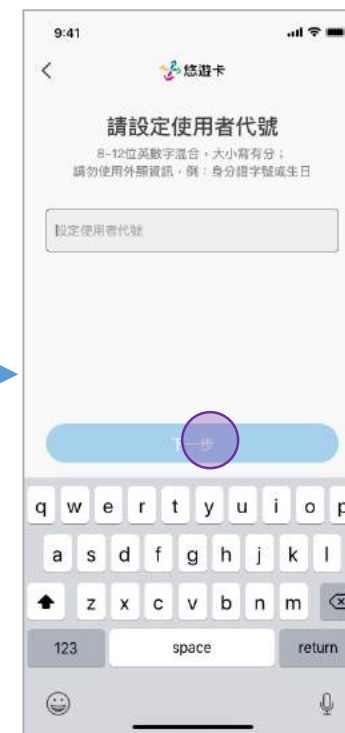 9:41
悠遊卡
請設定使用者代號
8-12位英數字混合，大小寫有分；
請勿使用外顯資訊，例：身分證字號或生日
設定使用者代號
下一步
q w e r t y u i o p
a s d f g h j k l
z x c v b n m
123 space return